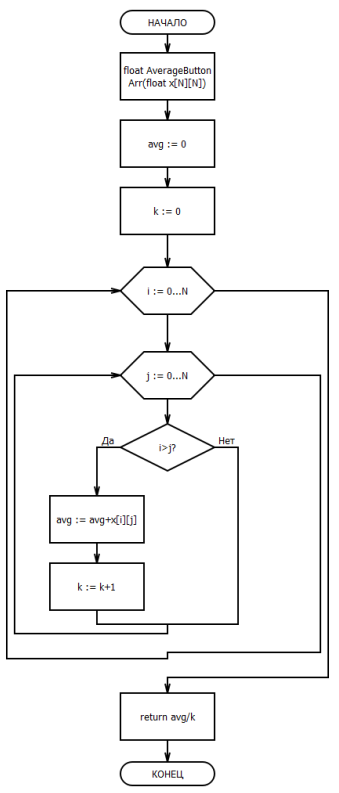 НАЧАЛО
float AverageButton
Arr(float x[N][N])
avg := 0
k := 0
i := 0...N
j := 0...N
i>j?
Да
Нет
avg := avg+x[i][j]
k := k+1
return avg/k
КОНЕЦ